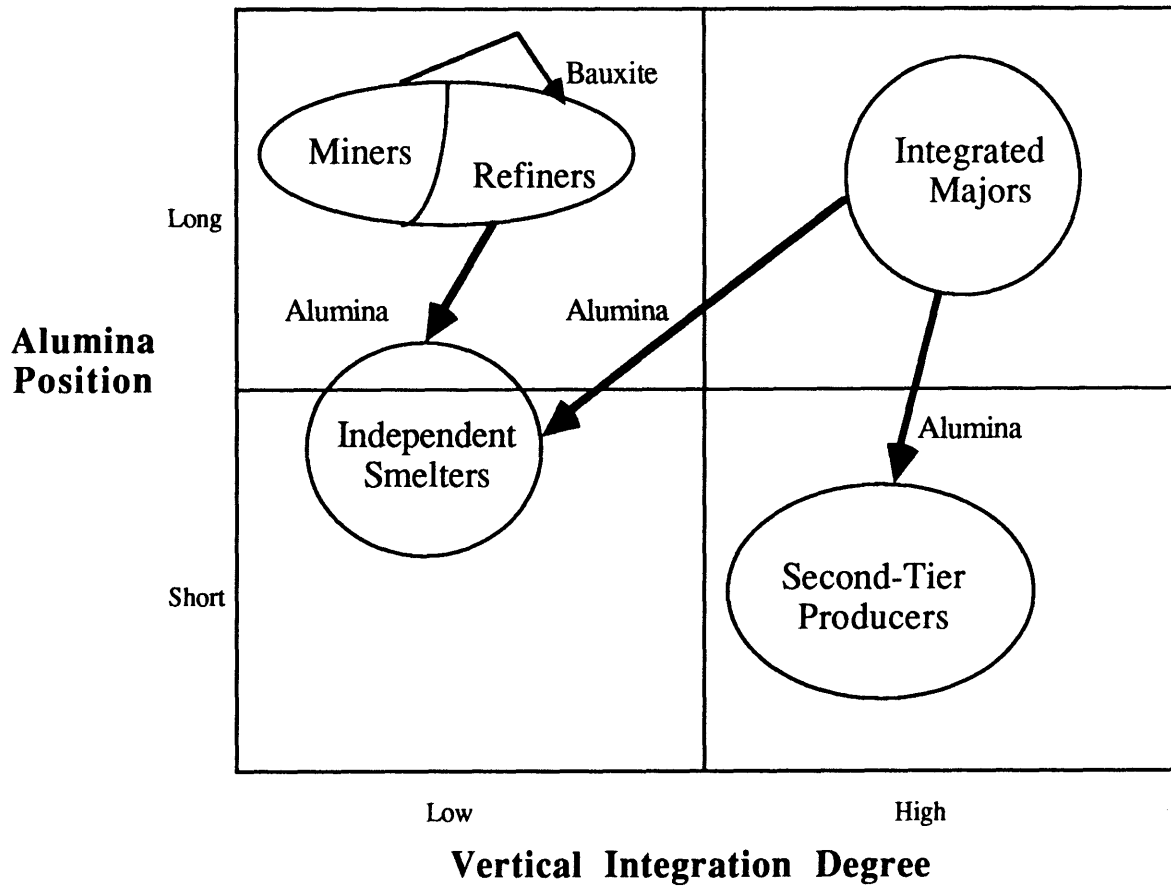 Bauxite
Miners
Refiners
Integrated
Majors
Long
Alumina
Alumina
Alumina
Position
Independent
Smelters
Alumina
Second-Tier
Producers
Short
Low
High
Vertical Integration Degree